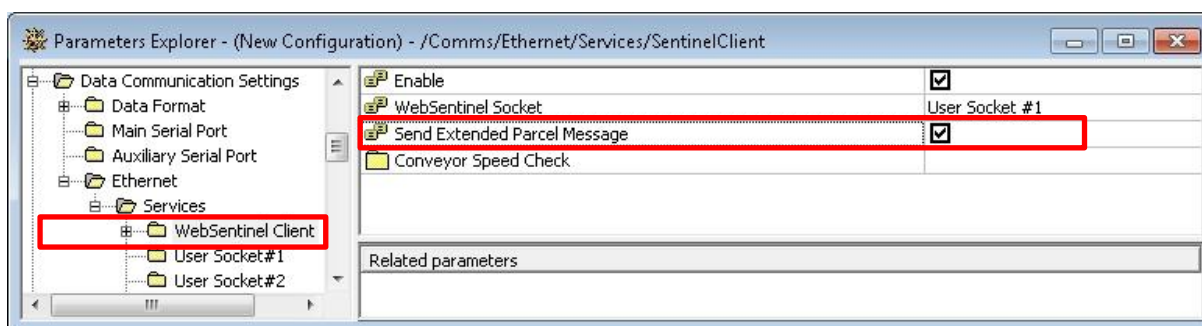 Parameters Explorer - (New Configuration) - /Comms/Ethernet/Services/SentinelClient
Data Communication Settings
Data Format
Main Serial Port
Auxiliary Serial Port
Ethernet
Services
WebSentinel Client
User Socket#1
User Socket#2
Enable
WebSentinel Socket User Socket #1
Send Extended Parcel Message
Conveyor Speed Check
Related parameters